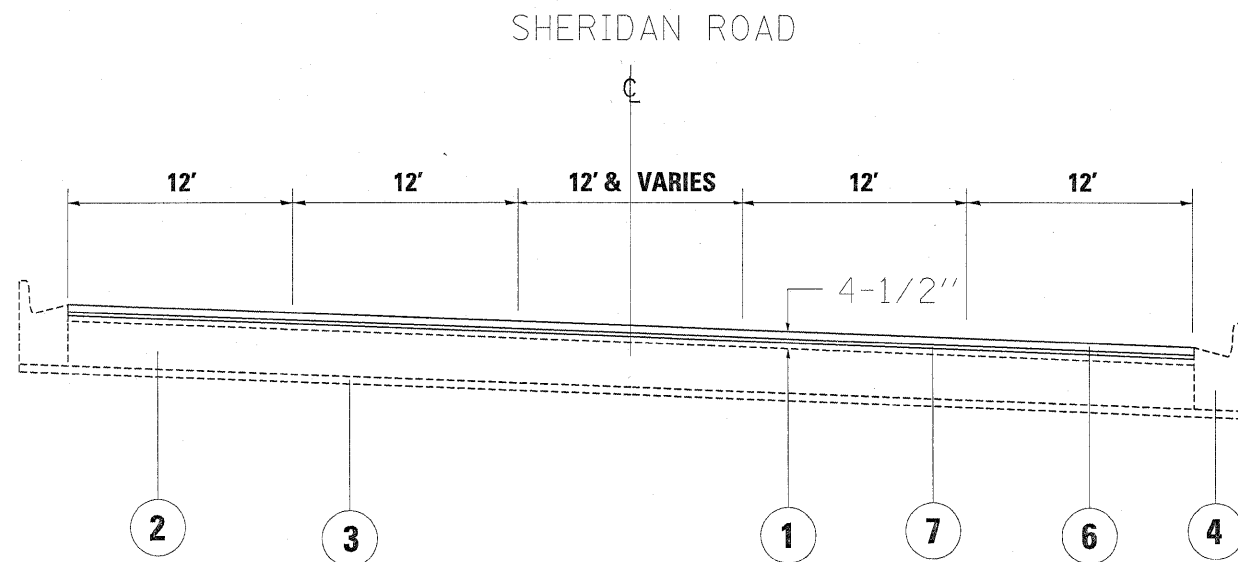 SHERIDAN ROAD
℄
12' 12' 12' & VARIES 12' 12'
4-1/2''
2 3 1 7 6 4